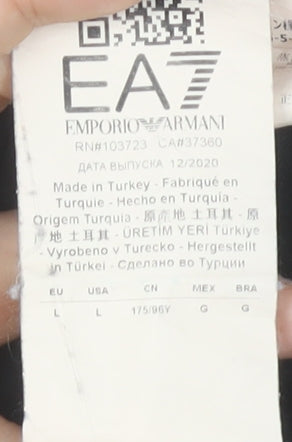 EA7
EMPORIO ARMANI
RN#103723 CA#37360
ДАТА ВЫПУСКА 12/2020
Made in Turkey - Fabriqué en
Turquie - Hecho en Turquía -
Origem Turquia - 原產地土耳其 - 原
产地土耳其 - ÜRETİM YERİ Türkiye
- Vyrobeno v Turecko - Hergestellt
in Türkei - Сделано во Турции
EU USA CN MEX BRA
L L 175/96Y G G